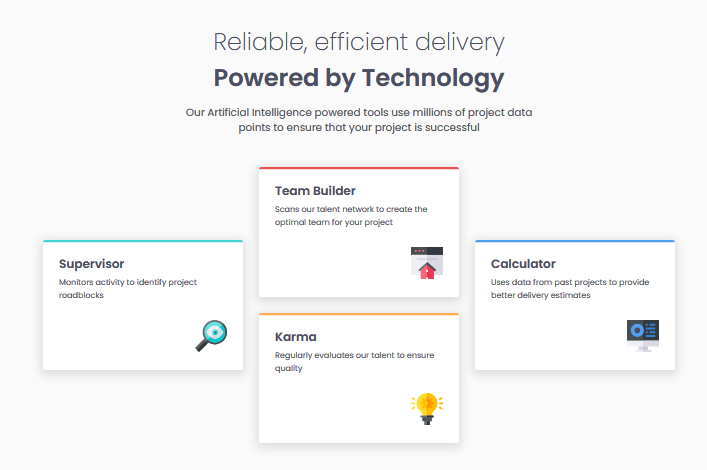 Reliable, efficient delivery
Powered by Technology
Our Artificial Intelligence powered tools use millions of project data
points to ensure that your project is successful
Supervisor
Monitors activity to identify project
roadblocks
Team Builder
Scans our talent network to create the
optimal team for your project
Karma
Regularly evaluates our talent to ensure
quality
Calculator
Uses data from past projects to provide
better delivery estimates